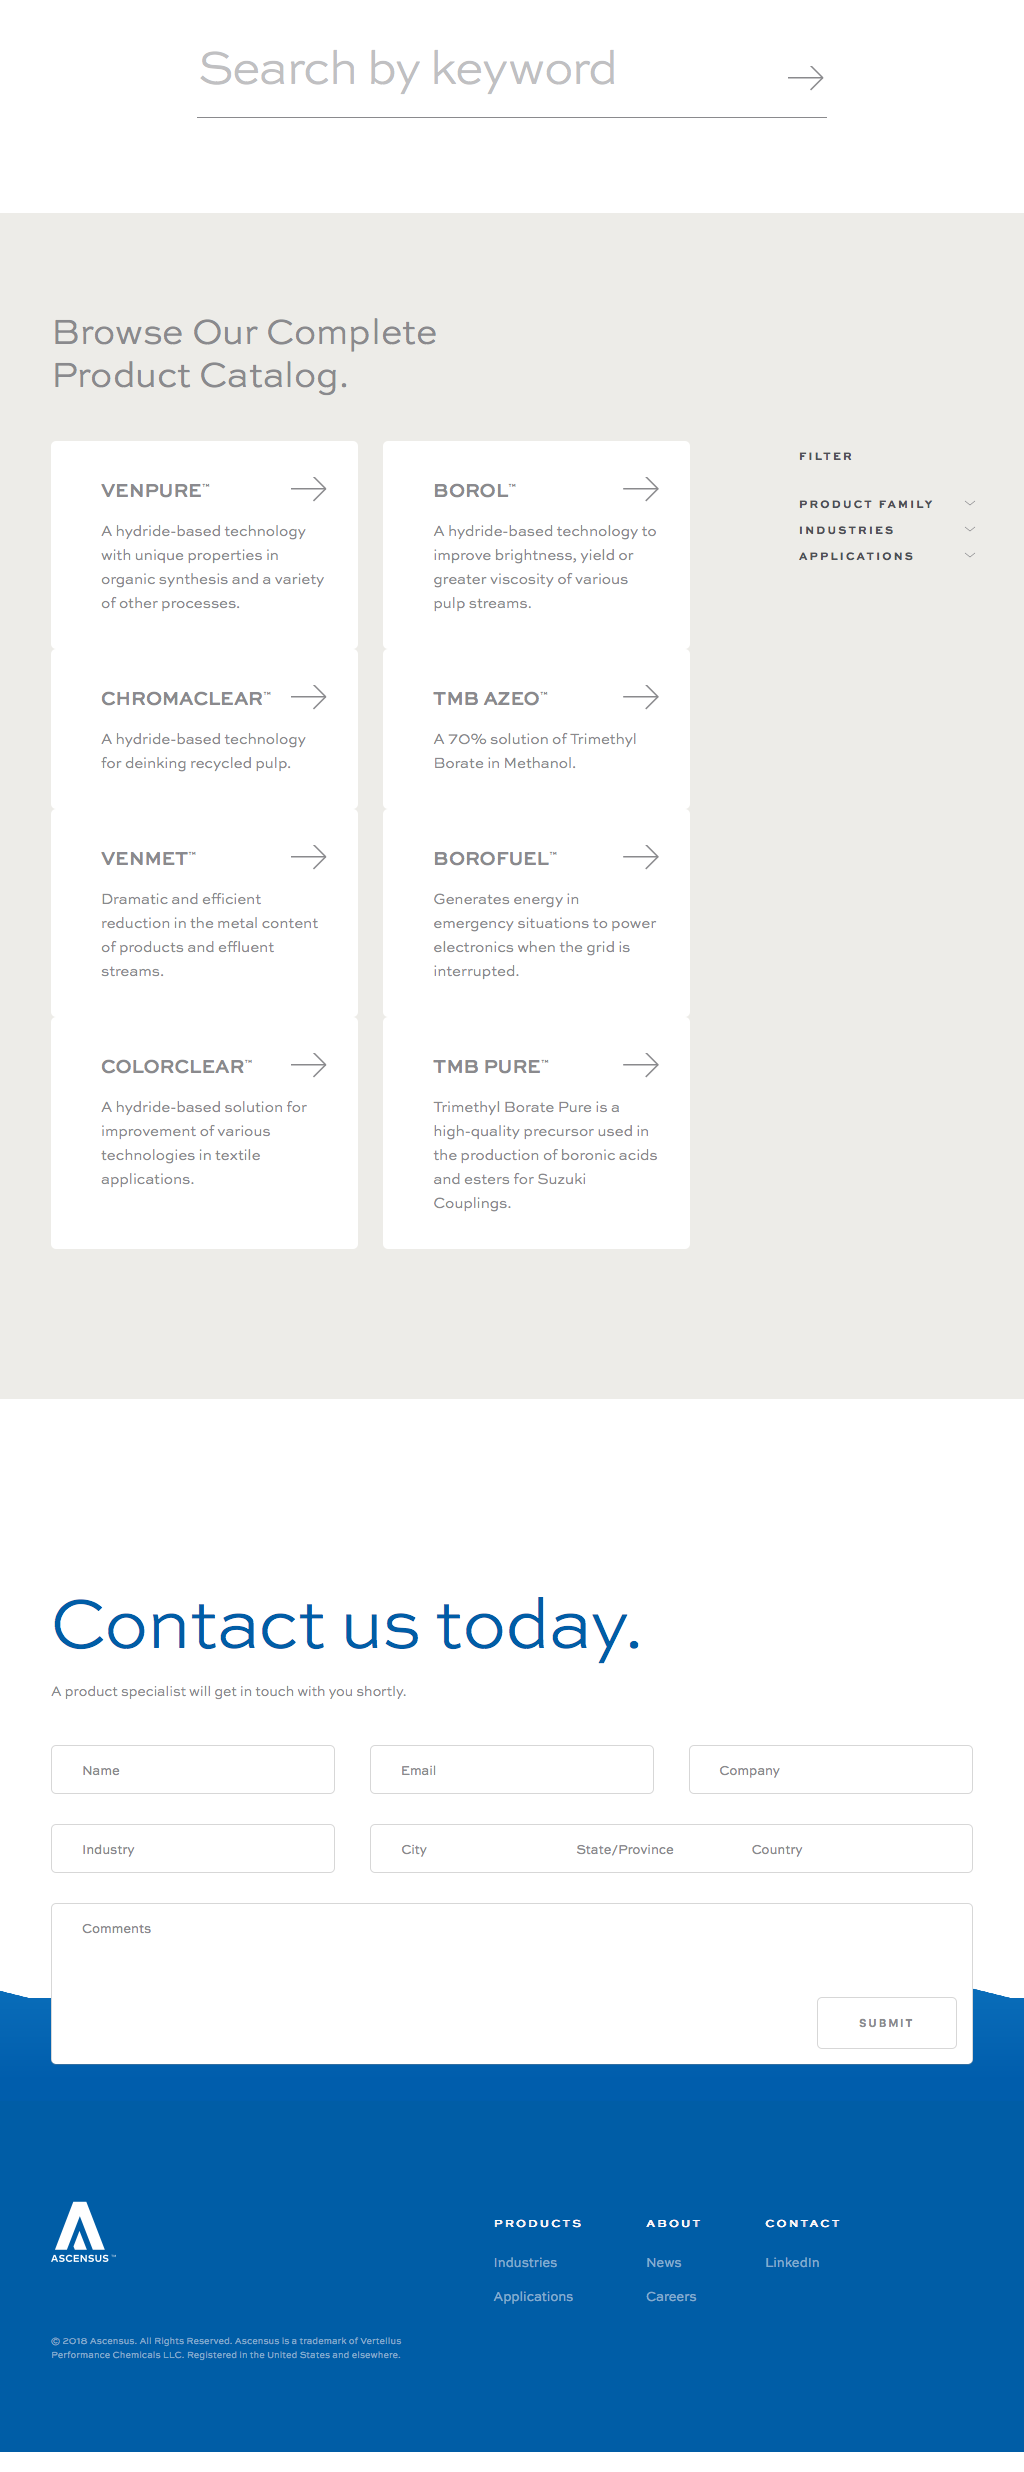 Search by keyword
Browse Our Complete
Product Catalog.
VENPURE™
A hydride-based technology
with unique properties in
organic synthesis and a variety
of other processes.
BOROL™
A hydride-based technology to
improve brightness, yield or
greater viscosity of various
pulp streams.
FILTER
PRODUCT FAMILY
INDUSTRIES
APPLICATIONS
CHROMACLEAR™
A hydride-based technology
for deinking recycled pulp.
TMB AZEO™
A 70% solution of Trimethyl
Borate in Methanol.
VENMET™
Dramatic and efficient
reduction in the metal content
of products and effluent
streams.
BOROFUEL™
Generates energy in
emergency situations to power
electronics when the grid is
interrupted.
COLORCLEAR™
A hydride-based solution for
improvement of various
technologies in textile
applications.
TMB PURE™
Trimethyl Borate Pure is a
high-quality precursor used in
the production of boronic acids
and esters for Suzuki
Couplings.
Contact us today.
A product specialist will get in touch with you shortly.
Name
Email
Company
Industry
City
State/Province
Country
Comments
SUBMIT
ASCENSUS™
PRODUCTS
Industries
Applications
ABOUT
News
Careers
CONTACT
LinkedIn
© 2018 Ascensus. All Rights Reserved. Ascensus is a trademark of Vertellus
Performance Chemicals LLC. Registered in the United States and elsewhere.